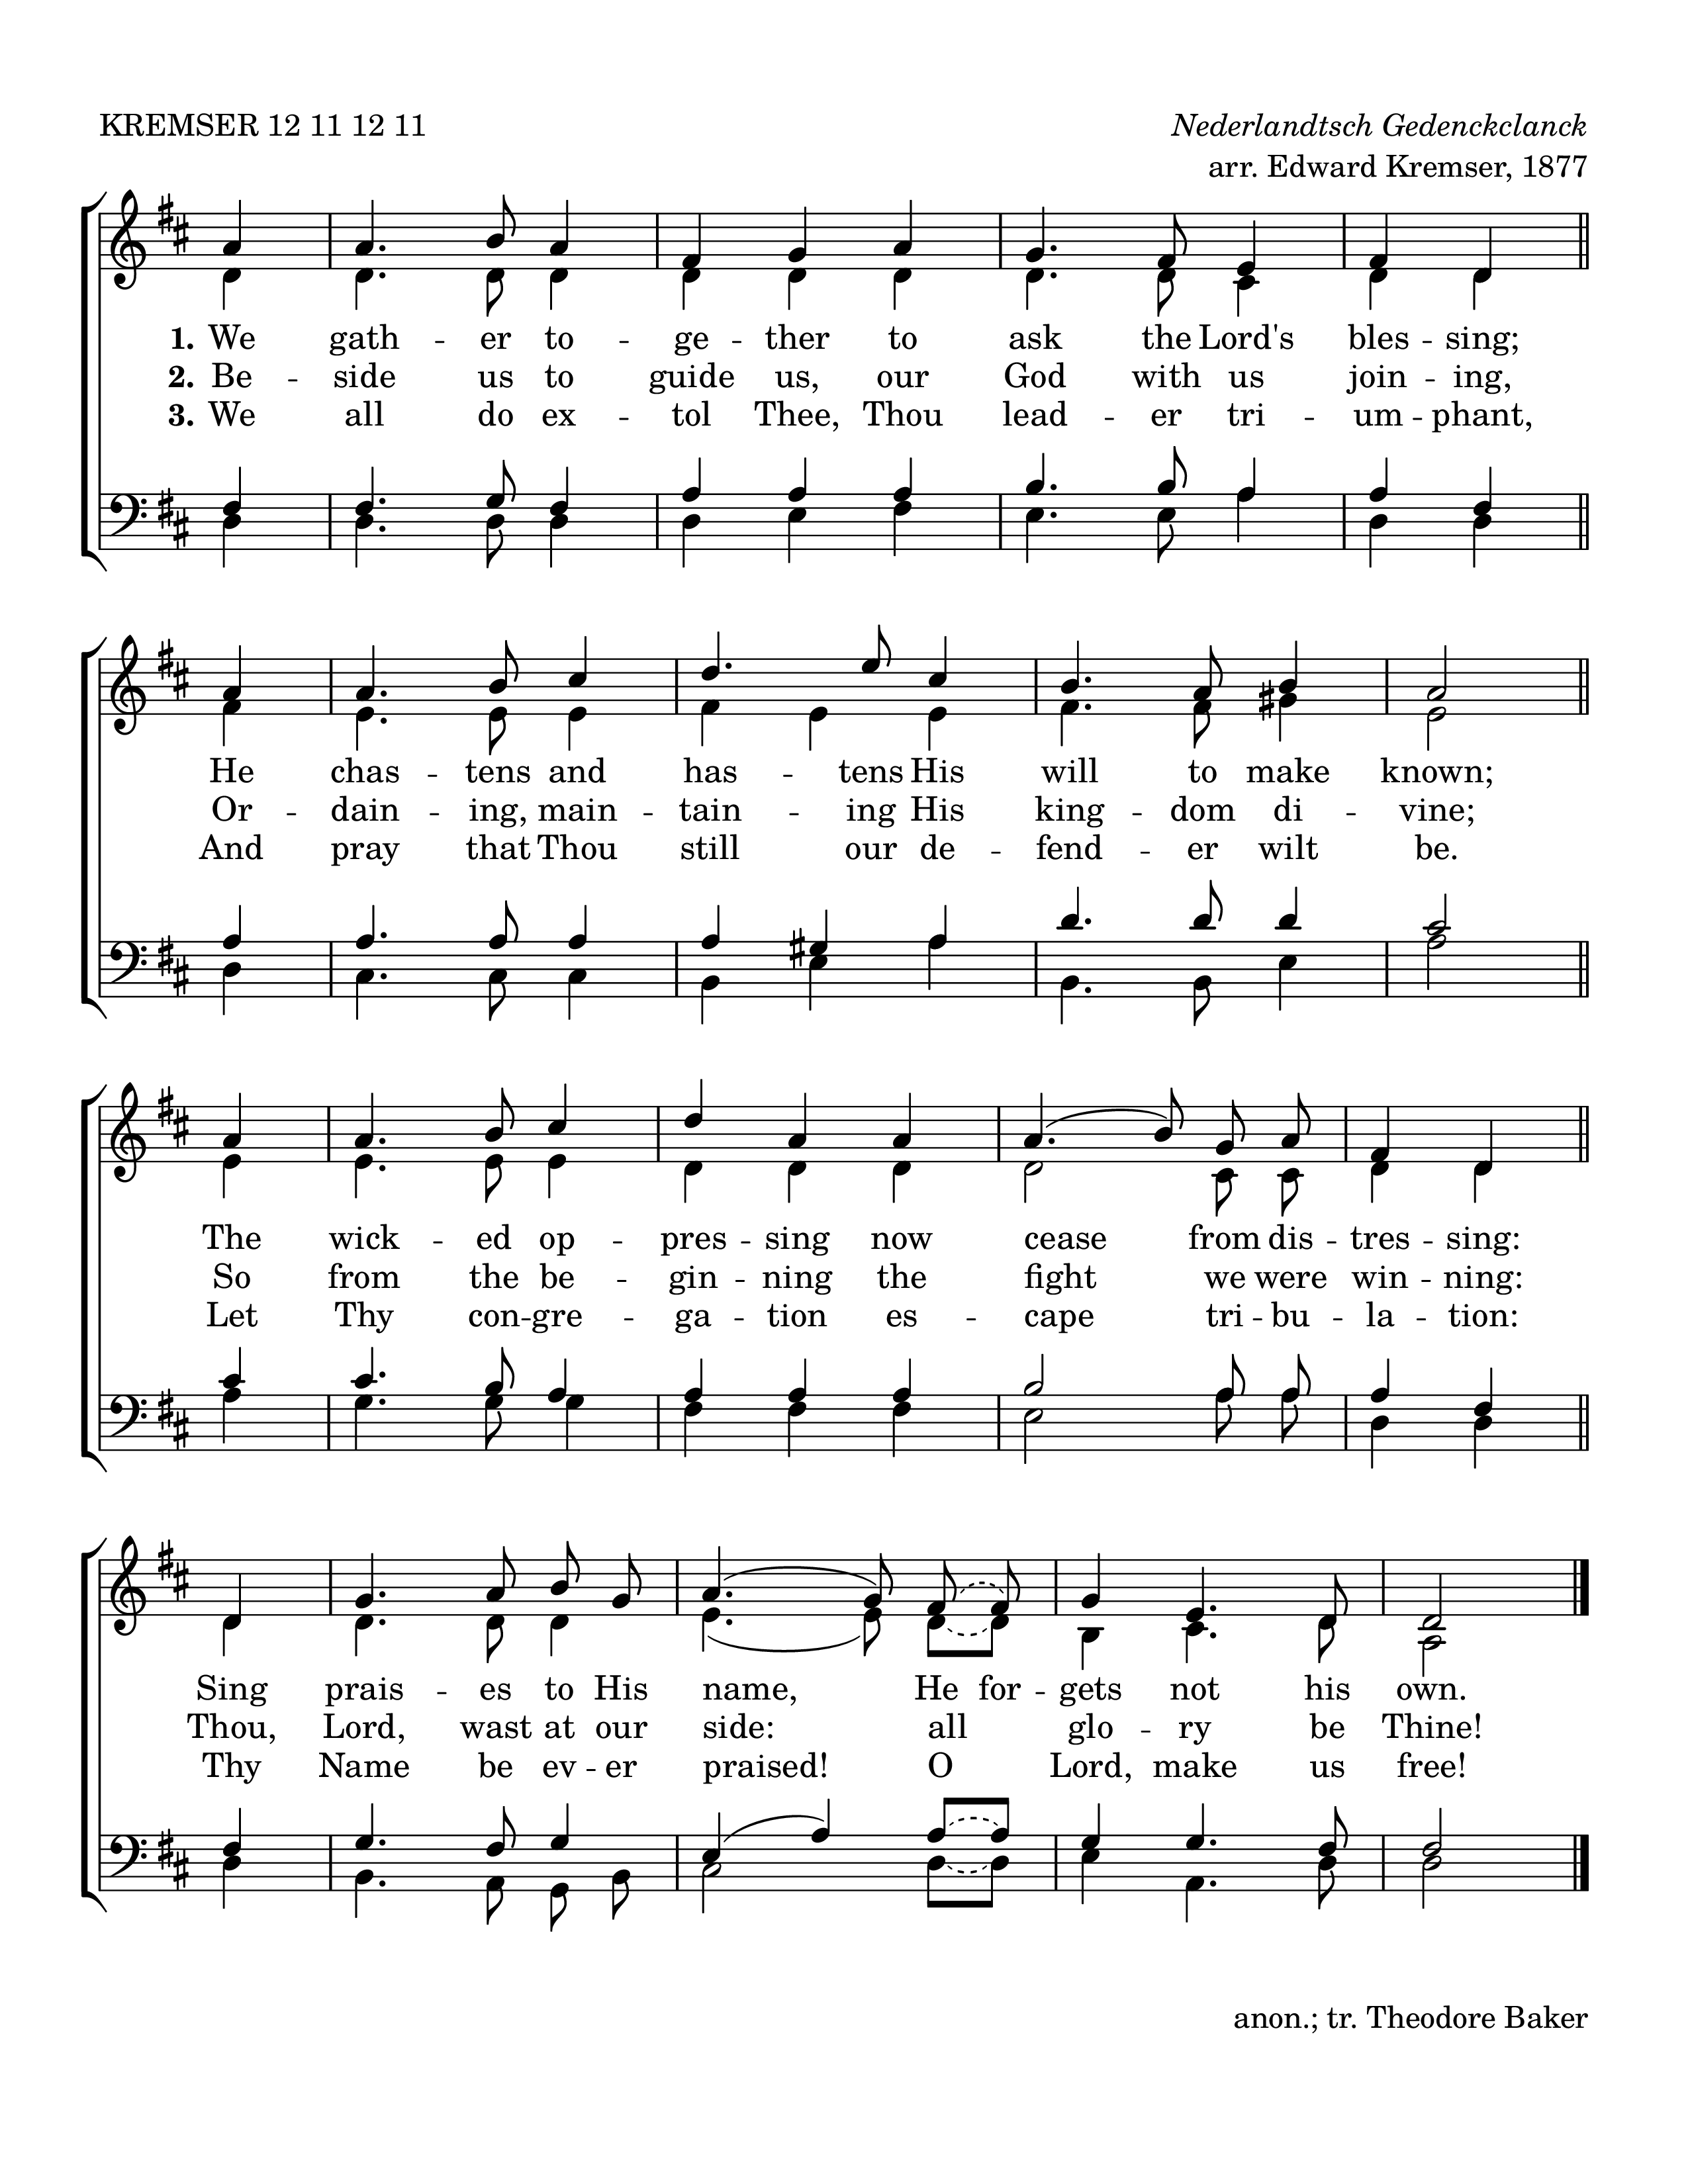 KREMSER 12 11 12 11
Nederlandtsch Gedenckclanck
arr. Edward Kremser, 1877
1. We gath -- er to -- ge -- ther to ask the Lord's bles -- sing;
2. Be -- side us to guide us, our God with us join -- ing,
3. We all do ex -- tol Thee, Thou lead -- er tri -- um -- phant,
He chas -- tens and has -- tens His will to make known;
Or -- dain -- ing, main -- tain -- ing His king -- dom di -- vine;
And pray that Thou still our de -- fend -- er wilt be.
The wick -- ed op -- pres -- sing now cease from dis -- tres -- sing:
So from the be -- gin -- ning the fight we were win -- ning:
Let Thy con -- gre -- ga -- tion es -- cape tri -- bu -- la -- tion:
Sing prais -- es to His name, He for -- gets not his own.
Thou, Lord, wast at our side: all glo -- ry be Thine!
Thy Name be ev -- er praised! O Lord, make us free!
anon.; tr. Theodore Baker